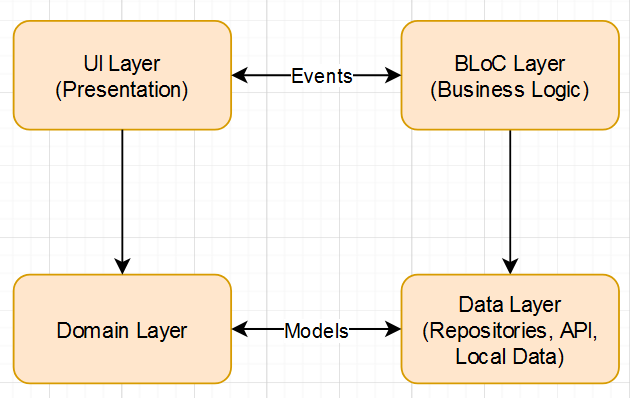 UI Layer
(Presentation)
Events
BLoC Layer
(Business Logic)
Domain Layer
Models
Data Layer
(Repositories, API,
Local Data)